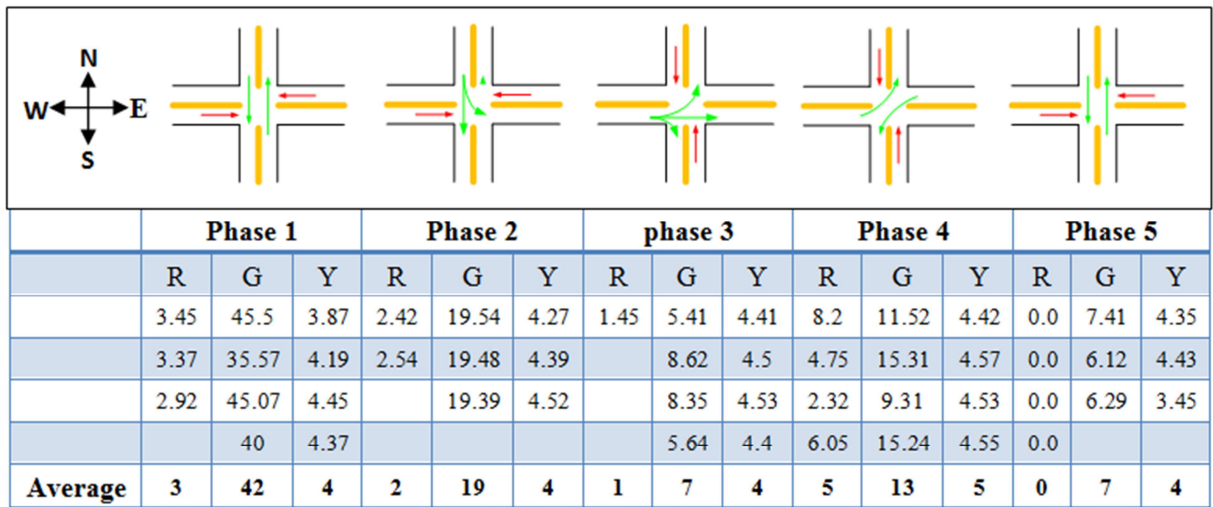 N
W E
S
Phase 1 Phase 2 phase 3 Phase 4 Phase 5
R G Y R G Y R G Y R G Y R G Y
3.45 45.5 3.87 2.42 19.54 4.27 1.45 5.41 4.41 8.2 11.52 4.42 0.0 7.41 4.35
3.37 35.57 4.19 2.54 19.48 4.39 8.62 4.5 4.75 15.31 4.57 0.0 6.12 4.43
2.92 45.07 4.45 19.39 4.52 8.35 4.53 2.32 9.31 4.53 0.0 6.29 3.45
40 4.37 5.64 4.4 6.05 15.24 4.55 0.0
Average 3 42 4 2 19 4 1 7 4 5 13 5 0 7 4